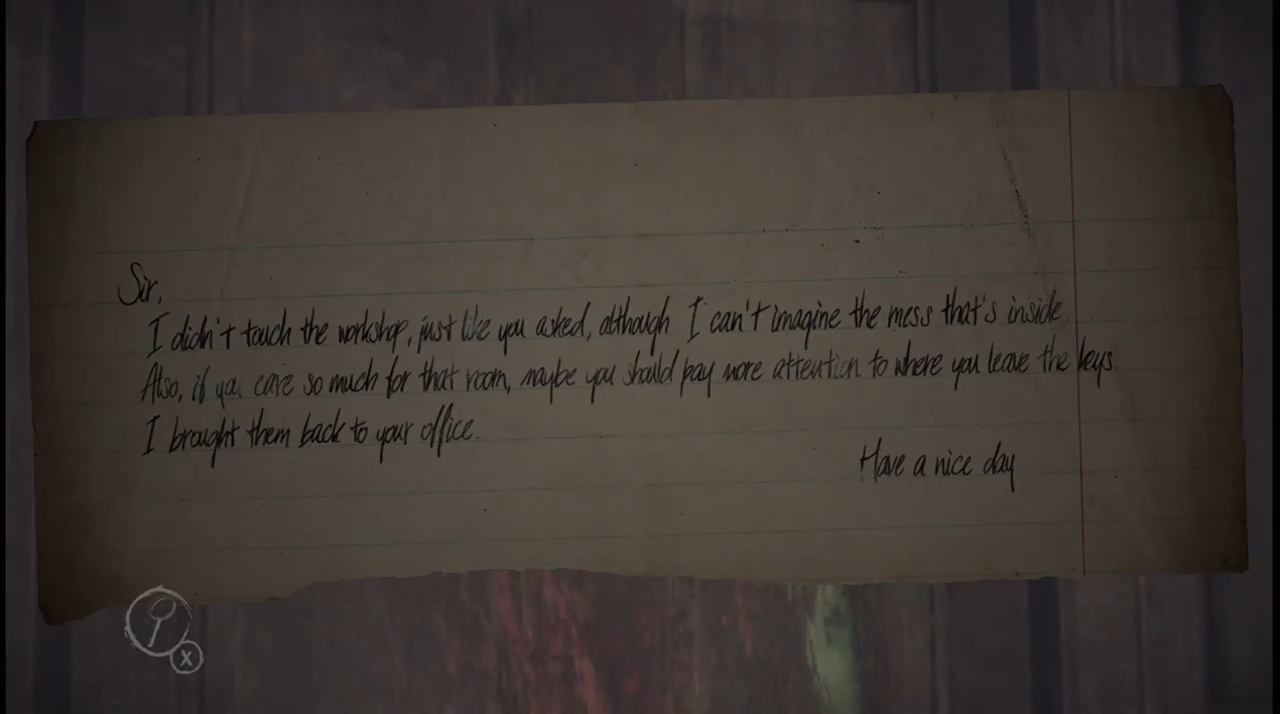 Sir,
I didn't touch the workshop, just like you asked, although I can't imagine the mess that's inside.
Also, if you care so much for that room, maybe you should pay more attention to where you leave the keys.
I brought them back to your office.
Have a nice day
X